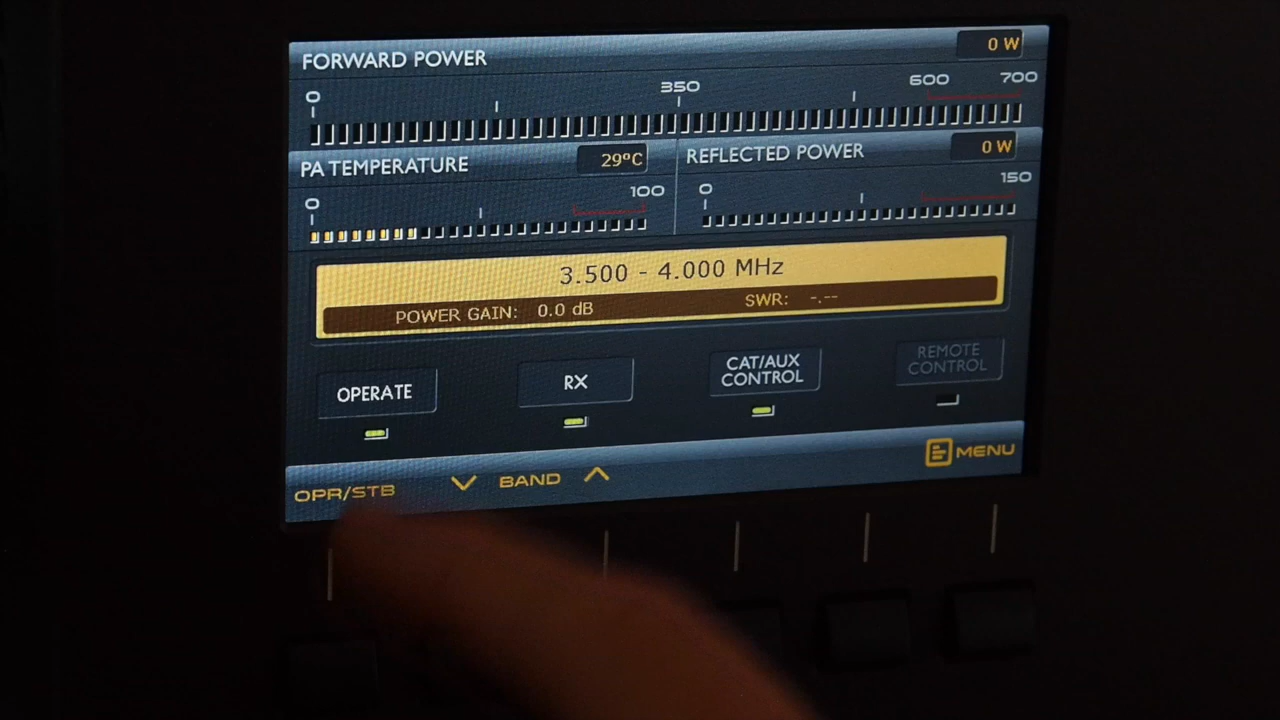 FORWARD POWER 0 W
0 350 600 700
PA TEMPERATURE 29ºC
0 100
REFLECTED POWER 0 W
0 150
3.500 - 4.000 MHz
POWER GAIN: 0.0 dB SWR: -.--
OPERATE
RX
CAT/AUX
CONTROL
REMOTE
CONTROL
OPR/STB BAND MENU